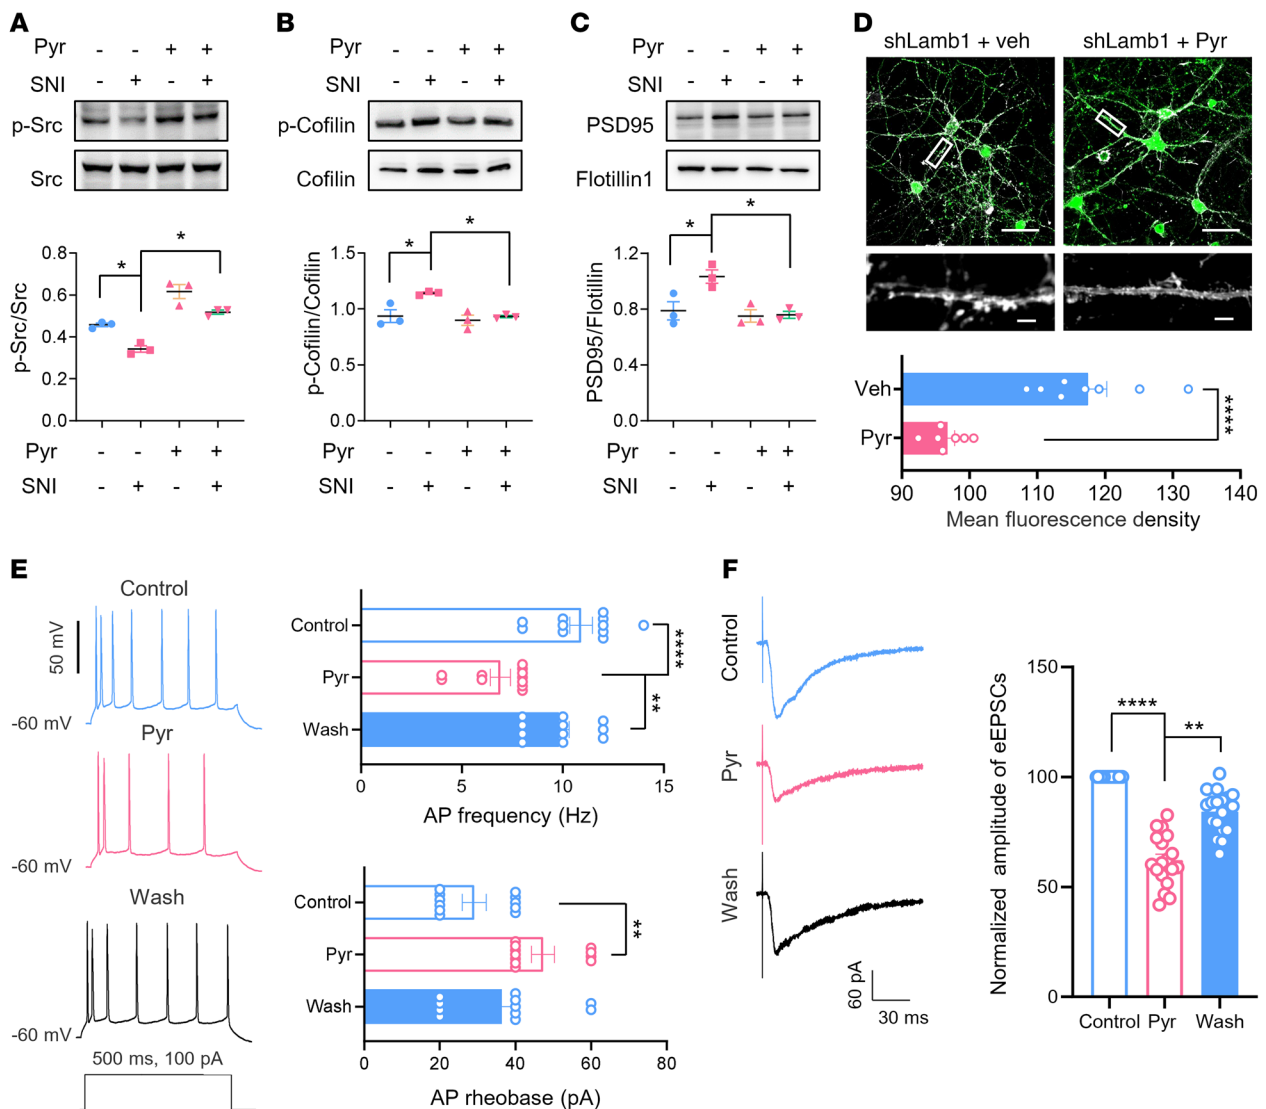 A
Pyr - - + +
SNI - + - +
p-Src
Src
p-Src/Src
0.8
0.6
0.4
0.2
0.0
*
*
Pyr - - + +
SNI - + - +
B
Pyr - - + +
SNI - + - +
p-Cofilin
Cofilin
p-Cofilin/Cofilin
1.5
1.0
0.5
0.0
*
*
Pyr - - + +
SNI - + - +
C
Pyr - - + +
SNI - + - +
PSD95
Flotillin1
PSD95/Flotillin
1.2
0.8
0.4
0.0
*
*
Pyr - - + +
SNI - + - +
D
shLamb1 + veh
shLamb1 + Pyr
Veh
Pyr
****
90 100 110 120 130 140
Mean fluorescence density
E
Control
50 mV
-60 mV
Pyr
-60 mV
Wash
-60 mV
500 ms, 100 pA
Control
Pyr
Wash
****
**
0 5 10 15
AP frequency (Hz)
Control
Pyr
Wash
**
0 20 40 60 80
AP rheobase (pA)
F
Control
Pyr
Wash
60 pA
30 ms
Normalized amplitude of eEPSCs
150
100
50
0
****
**
Control Pyr Wash